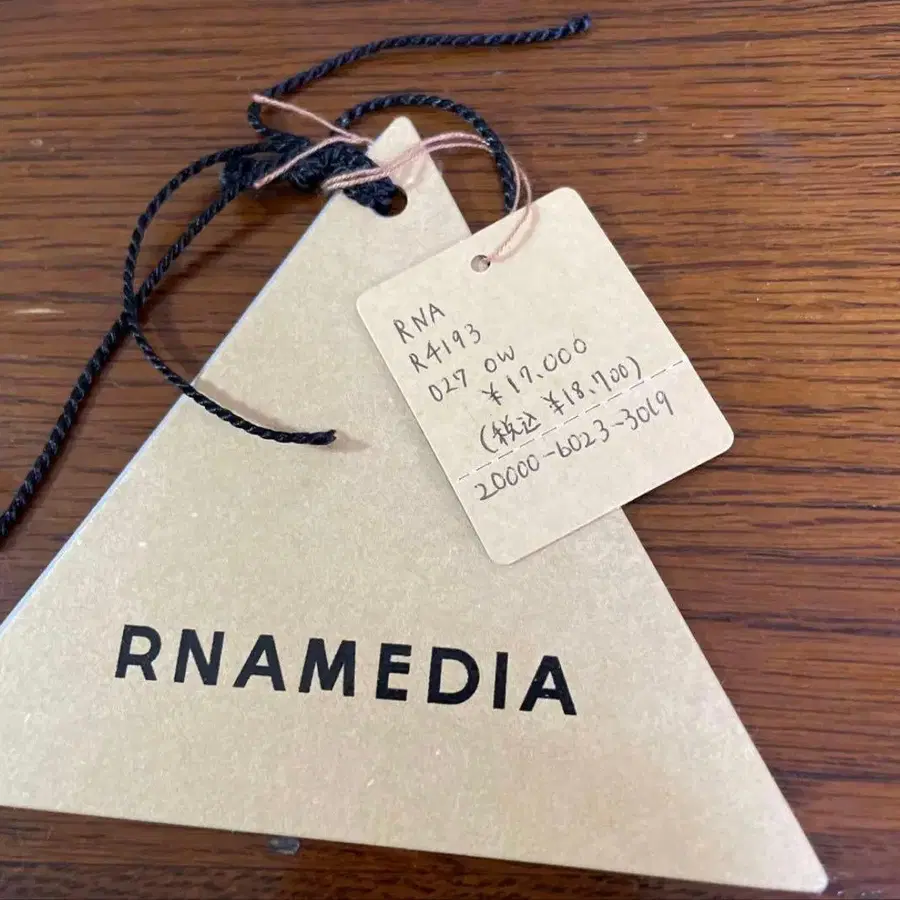 RNA
R4193
027 OW
¥17.000
(税込 ¥18.700)
20000-6023-3019
RNAMEDIA